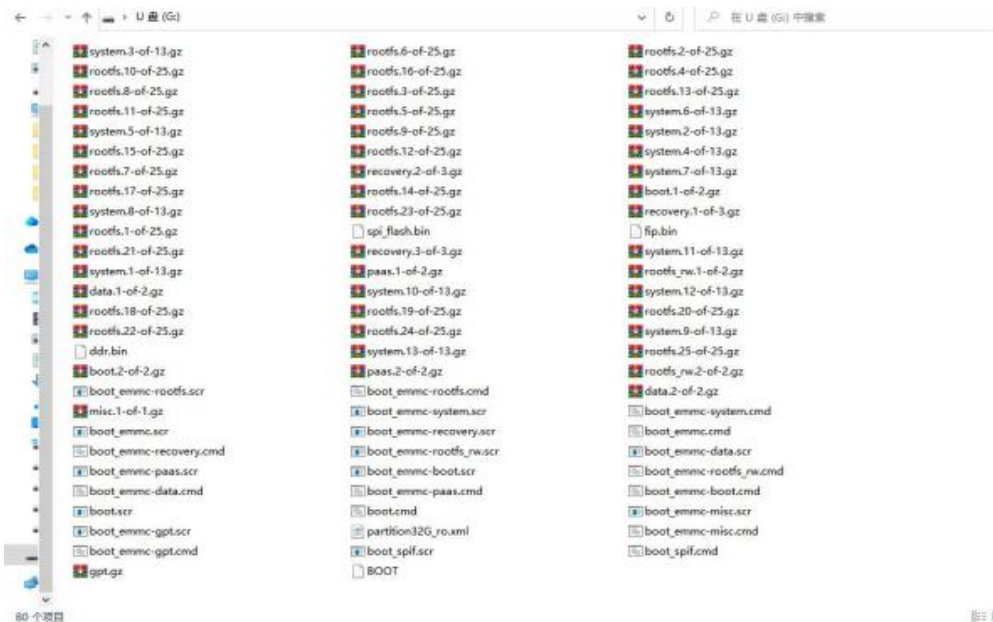 U 盘 (G:)
在 U 盘 (G:) 中搜索
system.3-of-13.gz rootfs.6-of-25.gz rootfs.2-of-25.gz
rootfs.10-of-25.gz rootfs.16-of-25.gz rootfs.4-of-25.gz
rootfs.8-of-25.gz rootfs.3-of-25.gz rootfs.13-of-25.gz
rootfs.11-of-25.gz rootfs.5-of-25.gz system.6-of-13.gz
system.5-of-13.gz rootfs.9-of-25.gz system.2-of-13.gz
rootfs.15-of-25.gz rootfs.12-of-25.gz system.4-of-13.gz
rootfs.7-of-25.gz recovery.2-of-3.gz system.7-of-13.gz
rootfs.17-of-25.gz rootfs.14-of-25.gz boot.1-of-2.gz
system.8-of-13.gz rootfs.23-of-25.gz recovery.1-of-3.gz
rootfs.1-of-25.gz spi_flash.bin fip.bin
rootfs.21-of-25.gz recovery.3-of-3.gz system.11-of-13.gz
system.1-of-13.gz paas.1-of-2.gz rootfs_rw.1-of-2.gz
data.1-of-2.gz system.10-of-13.gz system.12-of-13.gz
rootfs.18-of-25.gz rootfs.19-of-25.gz rootfs.20-of-25.gz
rootfs.22-of-25.gz rootfs.24-of-25.gz system.9-of-13.gz
ddr.bin system.13-of-13.gz rootfs.25-of-25.gz
boot.2-of-2.gz paas.2-of-2.gz rootfs_rw.2-of-2.gz
boot_emmc-rootfs.scr boot_emmc-rootfs.cmd data.2-of-2.gz
misc.1-of-1.gz boot_emmc-system.scr boot_emmc-system.cmd
boot_emmc.scr boot_emmc-recovery.scr boot_emmc.cmd
boot_emmc-recovery.cmd boot_emmc-rootfs_rw.scr boot_emmc-data.scr
boot_emmc-paas.scr boot_emmc-boot.scr boot_emmc-rootfs_rw.cmd
boot_emmc-data.cmd boot_emmc-paas.cmd boot_emmc-boot.cmd
boot.scr boot.cmd boot_emmc-misc.scr
boot_emmc-gpt.scr partition32G_ro.xml boot_emmc-misc.cmd
boot_emmc-gpt.cmd boot_spif.scr boot_spif.cmd
gpt.gz BOOT
80 个项目